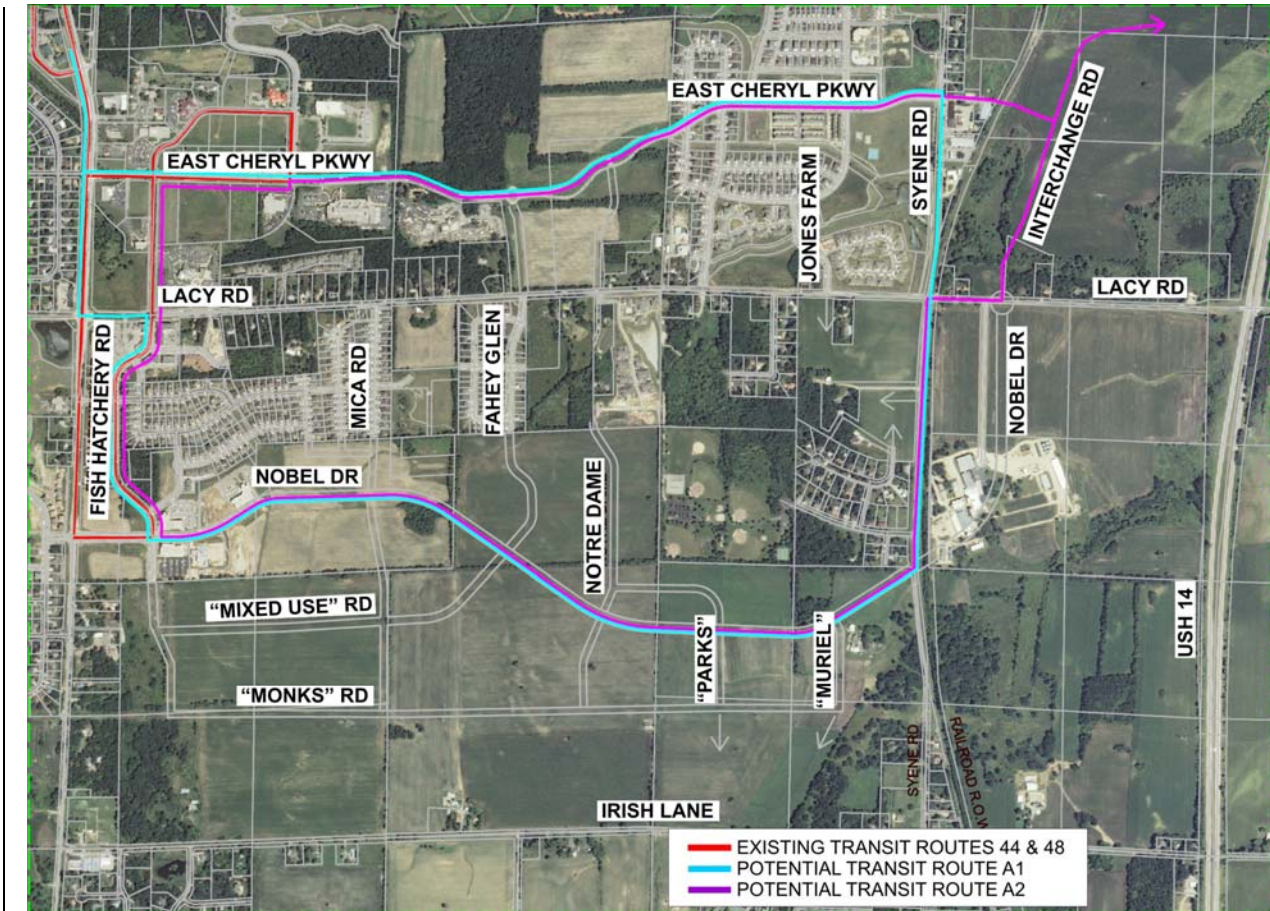 EAST CHERYL PKWY
EAST CHERYL PKWY
SYENE RD
INTERCHANGE RD
JONES FARM
LACY RD
LACY RD
FISH HATCHERY RD
MICA RD
FAHEY GLEN
NOBEL DR
NOBEL DR
NOTRE DAME
"MIXED USE" RD
"PARKS"
"MURIEL"
USH 14
"MONKS" RD
SYENE RD
RAILROAD R.O.W
IRISH LANE
EXISTING TRANSIT ROUTES 44 & 48
POTENTIAL TRANSIT ROUTE A1
POTENTIAL TRANSIT ROUTE A2